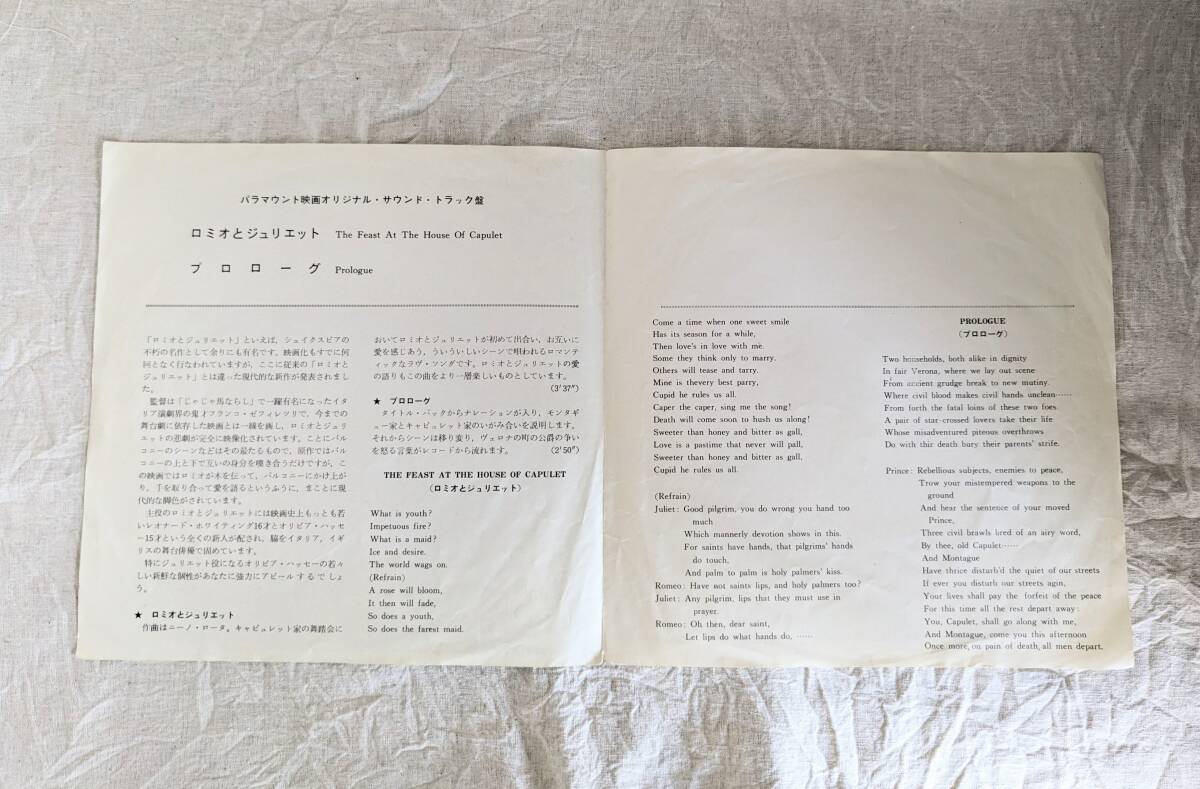 パラマウント映画オリジナル・サウンド・トラック盤
ロミオとジュリエット The Feast At The House Of Capulet
プロローグ Prologue
「ロミオとジュリエット」といえば、シェイクスピアの
不朽の名作として余りにも有名です。映画化もすでに何
回となく行なわれていますが、ここに従来の「ロミオと
ジュリエット」とは違った現代的な新作が発表されまし
た。
監督は「じゃじゃ馬ならし」で一躍有名になったイタ
リア演劇界の鬼才フランコ・ゼフィレッリで、今までの
舞台劇に依存した映画とは一線を画し、ロミオとジュリ
エットの悲劇が完全に映像化されています。ことにバル
コニーのシーンなどはその最たるもので、原作ではバル
コニーの上と下で互いの身分を嘆き合うだけですが、こ
の映画ではロミオが木を伝って、バルコニーにかけ上が
り、手を取り合って愛を語るというふうに、まことに現
代的な脚色がされています。
主役のロミオとジュリエットには映画史上もっとも若
いレオナード・ホワイティング16才とオリビア・ハッセ
ー15才という全くの新人が配され、脇をイタリア、イギ
リスの舞台俳優で固めています。
特にジュリエット役になるオリビア・ハッセーの若々
しい新鮮な個性があなたに強力にアピールするでしょ
う。
★ ロミオとジュリエット
作曲はニーノ・ロータ。キャピュレット家の舞踏会に
おいてロミオとジュリエットが初めて出合い、お互いに
愛を感じあう、ういういしいシーンで唄われるロマンテ
ィックなラヴ・ソングです。ロミオとジュリエットの愛
の語りもこの曲をより一層楽しいものとしています。
(3′37″)
★ プロローグ
タイトル・バックからナレーションが入り、モンタギ
ュー家とキャピュレット家のいがみ合いを説明します。
それからシーンは移り変り、ヴェロナの町の公爵の争い
を怒る言葉がレコードから流れます。 (2′50″)
THE FEAST AT THE HOUSE OF CAPULET
(ロミオとジュリエット)
What is youth?
Impetuous fire?
What is a maid?
Ice and desire.
The world wags on.
(Refrain)
A rose will bloom,
It then will fade,
So does a youth,
So does the farest maid.
Come a time when one sweet smile
Has its season for a while,
Then love's in love with me.
Some they think only to marry.
Others will tease and tarry.
Mine is thevery best parry,
Cupid he rules us all.
Caper the caper, sing me the song!
Death will come soon to hush us along!
Sweeter than honey and bitter as gall,
Love is a pastime that never will pall,
Sweeter than honey and bitter as gall,
Cupid he rules us all.
(Refrain)
Juliet: Good pilgrim, you do wrong you hand too
much
Which mannerly devotion shows in this.
For saints have hands, that pilgrims' hands
do touch,
And palm to palm is holy palmers' kiss.
Romeo: Have not saints lips, and holy palmers too?
Juliet: Any pilgrim, lips that they must use in
prayer.
Romeo: Oh then, dear saint,
Let lips do what hands do, ……
PROLOGUE
(プロローグ)
Two households, both alike in dignity
In fair Verona, where we lay out scene
From ancient grudge break to new mutiny.
Where civil blood makes civil hands unclean……
From forth the fatal loins of these two foes
A pair of star-crossed lovers take their life
Whose misadventured piteous overthrows
Do with thir death bury their parents' strife.
Prince: Rebellious subjects, enemies to peace,
Trow your mistempered weapons to the
ground
And hear the sentence of your moved
Prince,
Three civil brawls lired of an airy word,
By thee, old Capulet……
And Montague
Have thrice disturb'd the quiet of our streets
If ever you disturb our streets agin,
Your lives shall pay the forfeit of the peace
For this time all the rest depart away:
You, Capulet, shall go along with me,
And Montague, come you this afternoon
Once more, on pain of death, all men depart.